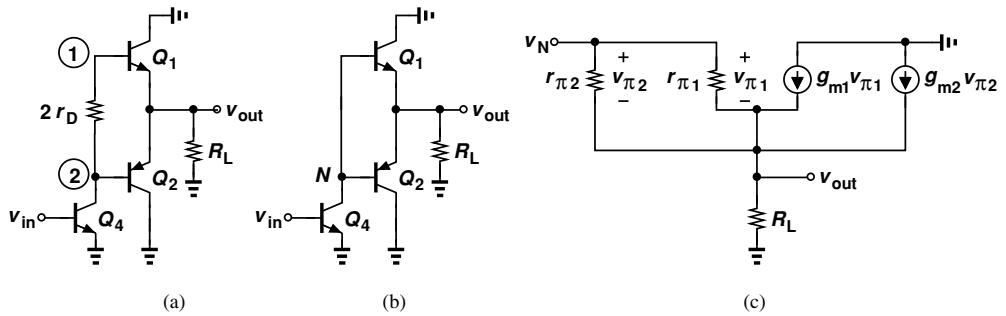 1
Q1
2 rD
vout
RL
2
Q2
vin
Q4
(a)
Q1
vout
RL
N
Q2
vin
Q4
(b)
vN
rπ2
+
vπ2
−
rπ1
+
vπ1
−
gm1vπ1
gm2vπ2
vout
RL
(c)